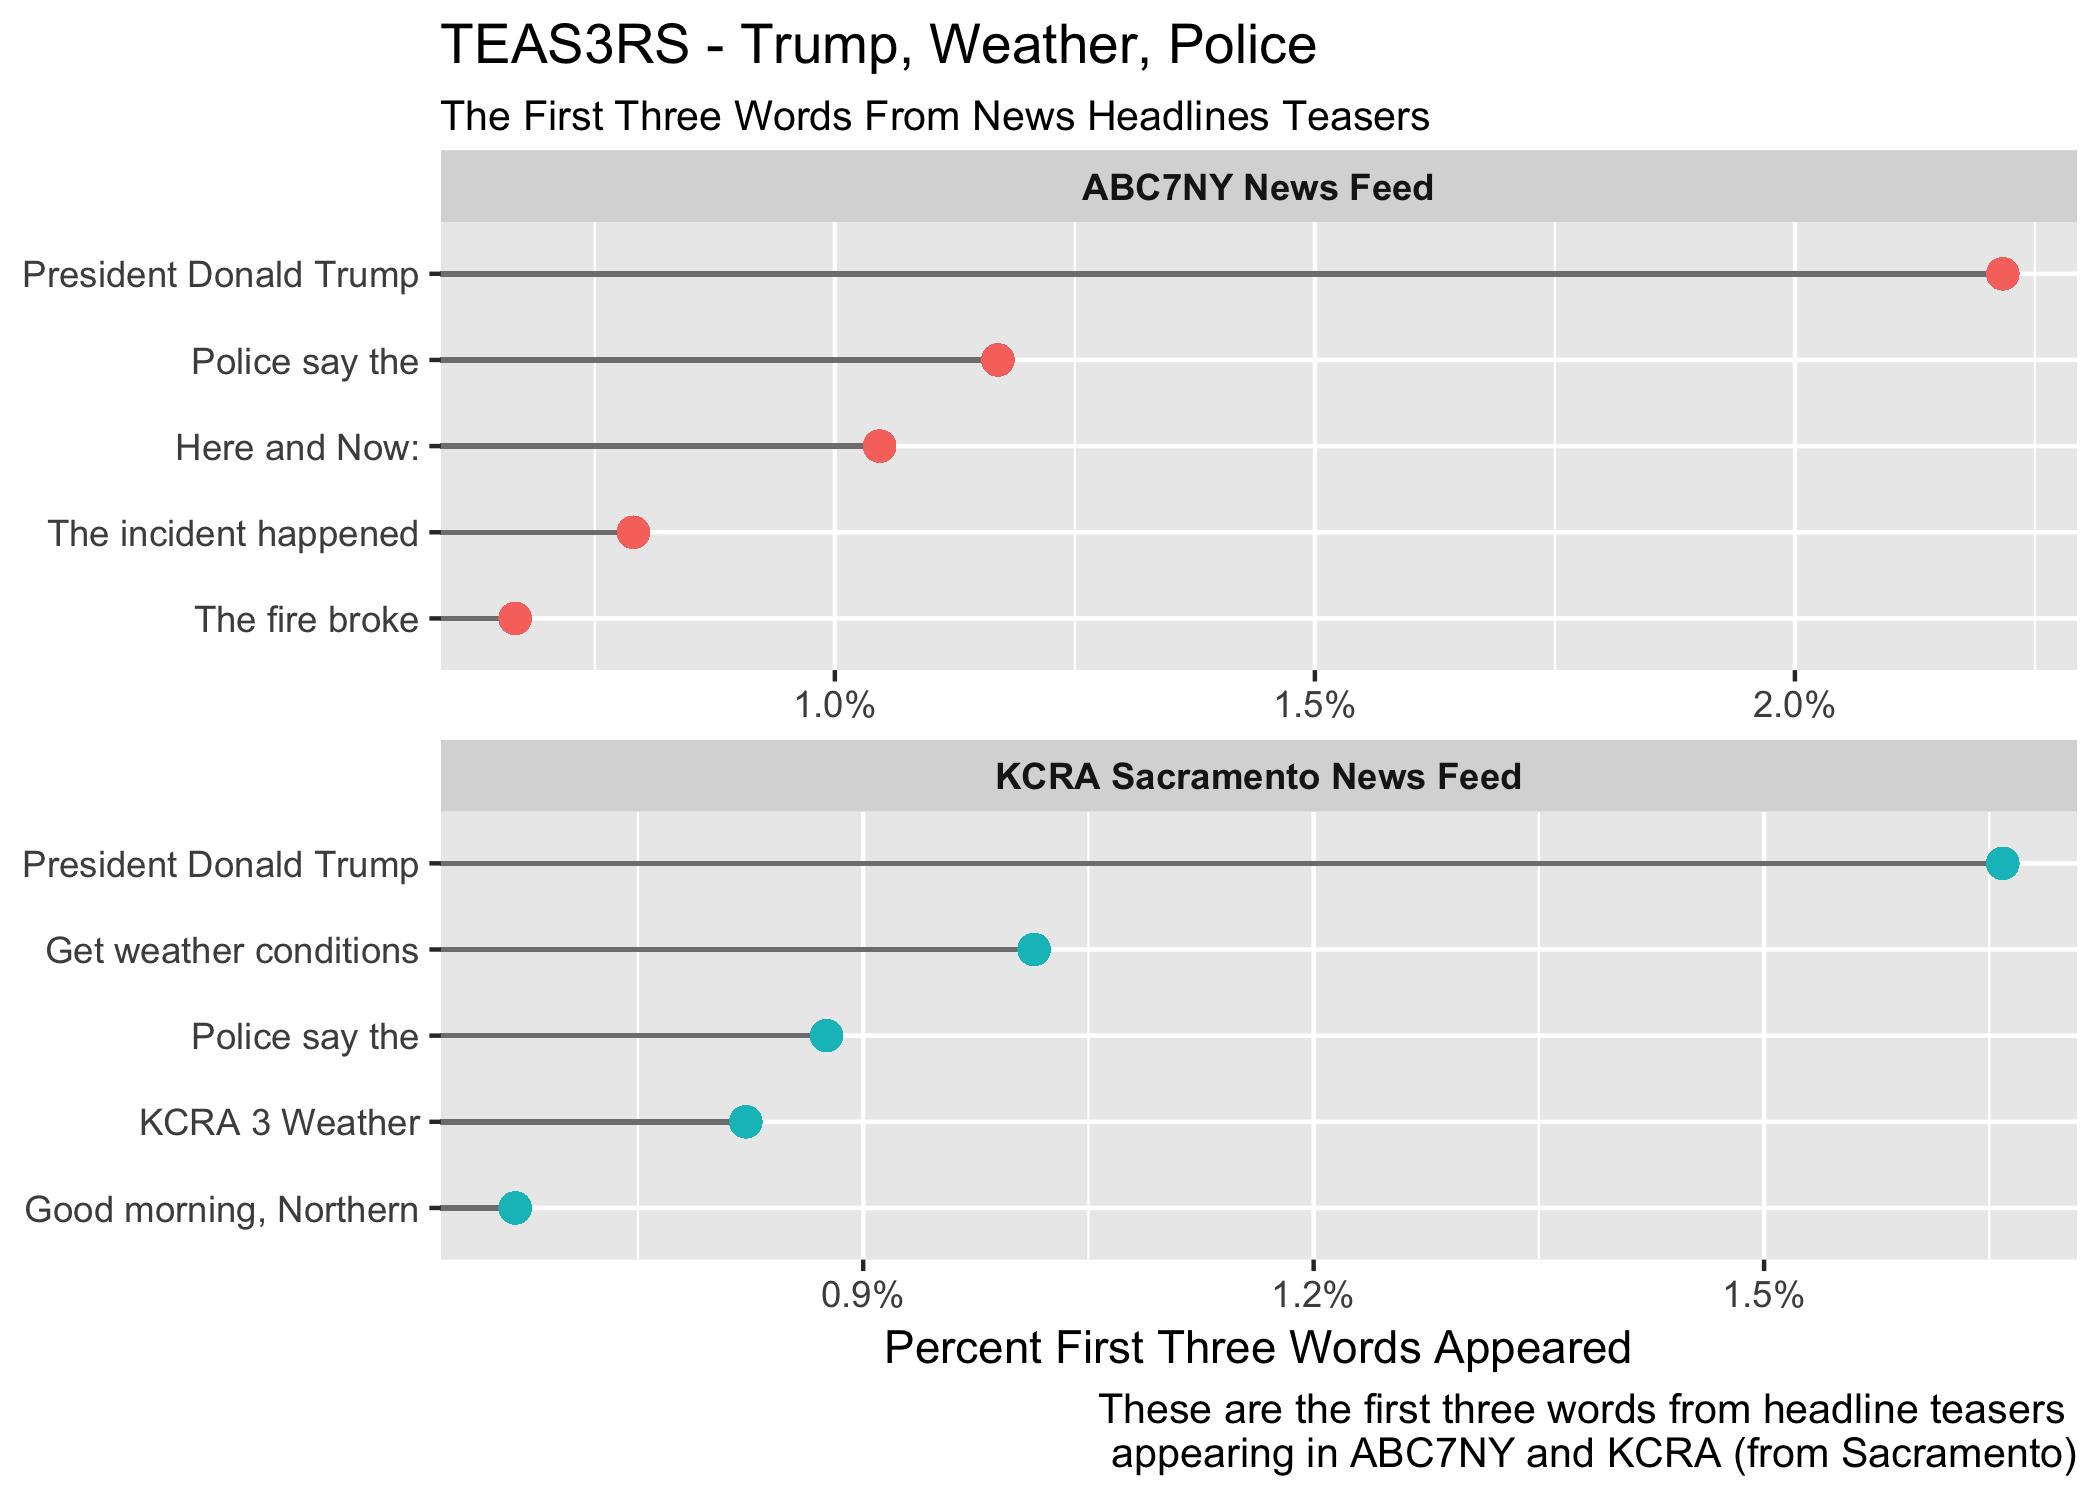 TEAS3RS - Trump, Weather, Police
The First Three Words From News Headlines Teasers
ABC7NY News Feed
President Donald Trump
Police say the
Here and Now:
The incident happened
The fire broke
1.0% 1.5% 2.0%
KCRA Sacramento News Feed
President Donald Trump
Get weather conditions
Police say the
KCRA 3 Weather
Good morning, Northern
0.9% 1.2% 1.5%
Percent First Three Words Appeared
These are the first three words from headline teasers
appearing in ABC7NY and KCRA (from Sacramento)